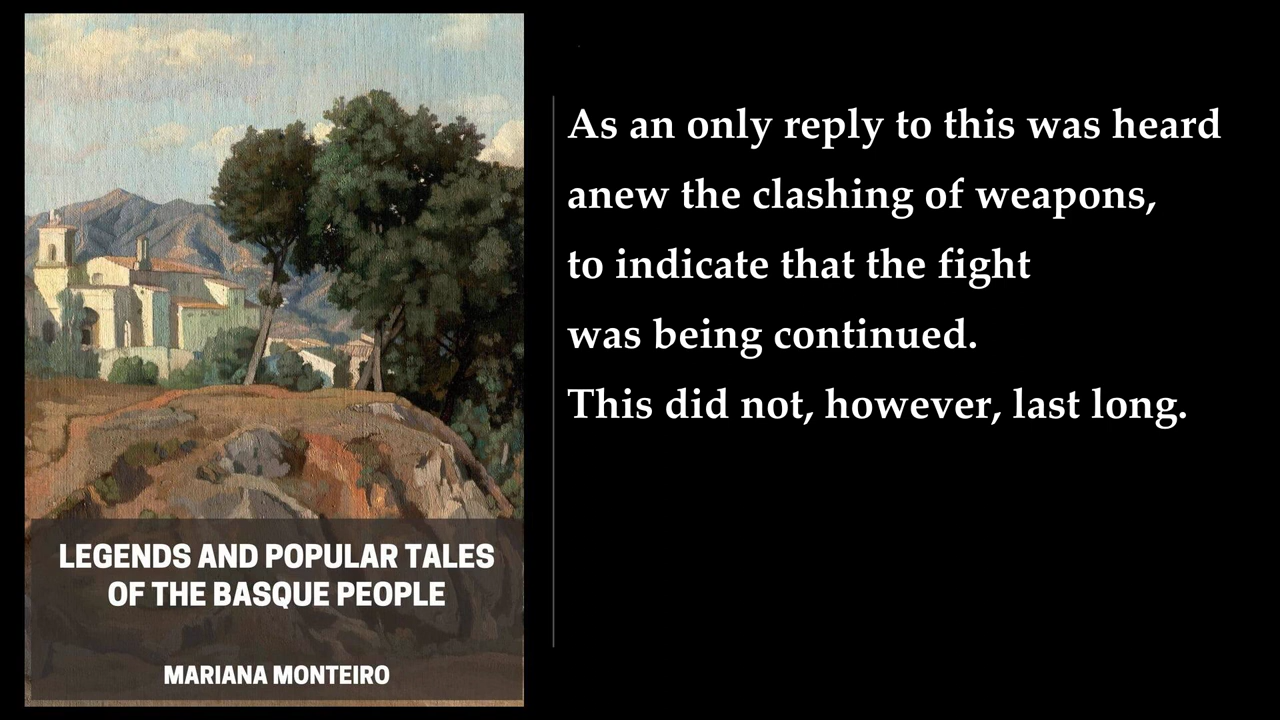 As an only reply to this was heard
anew the clashing of weapons,
to indicate that the fight
was being continued.
This did not, however, last long.
LEGENDS AND POPULAR TALES
OF THE BASQUE PEOPLE
MARIANA MONTEIRO